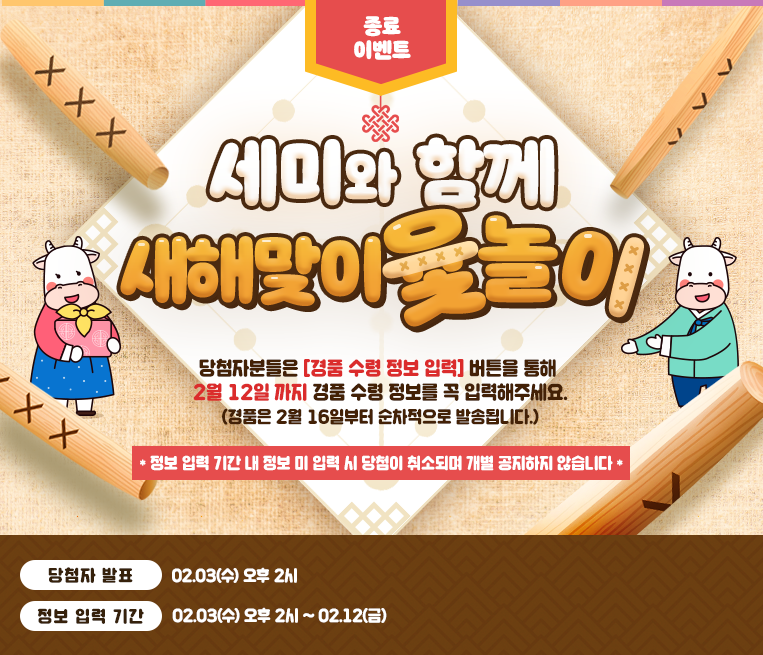 종료
이벤트
세미와 함께
새해맞이 윷놀이
당첨자분들은 [경품 수령 정보 입력] 버튼을 통해
2월 12일 까지 경품 수령 정보를 꼭 입력해주세요.
(경품은 2월 16일부터 순차적으로 발송됩니다.)
* 정보 입력 기간 내 정보 미 입력 시 당첨이 취소되며 개별 공지하지 않습니다 *
당첨자 발표 02.03(수) 오후 2시
정보 입력 기간 02.03(수) 오후 2시 ~ 02.12(금)